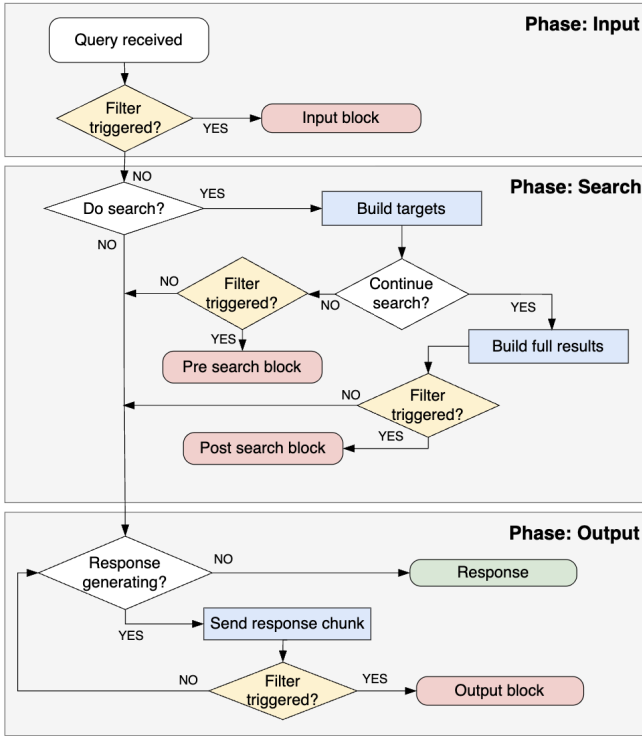 Phase: Input
Query received
Filter
triggered?
YES
Input block
NO
Phase: Search
Do search?
YES
Build targets
NO
Continue
search?
NO
Filter
triggered?
NO
YES
YES
Build full results
Pre search block
Filter
triggered?
NO
YES
Post search block
Phase: Output
Response
generating?
NO
Response
YES
Send response chunk
Filter
triggered?
NO
YES
Output block